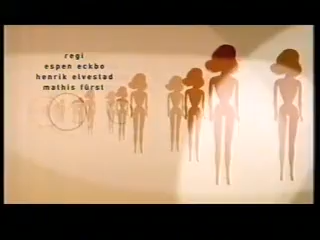 regi
espen eckbo
henrik elvestad
mathis fürst